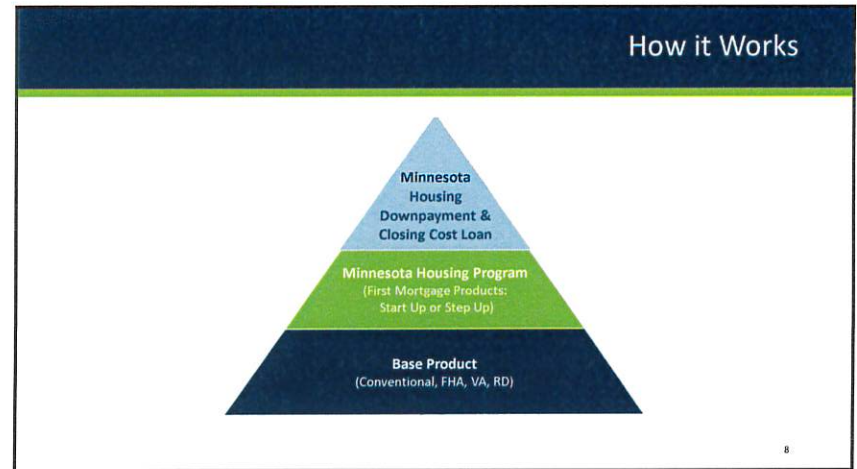 How it Works
Minnesota
Housing
Downpayment &
Closing Cost Loan
Minnesota Housing Program
(First Mortgage Products:
Start Up or Step Up)
Base Product
(Conventional, FHA, VA, RD)
8